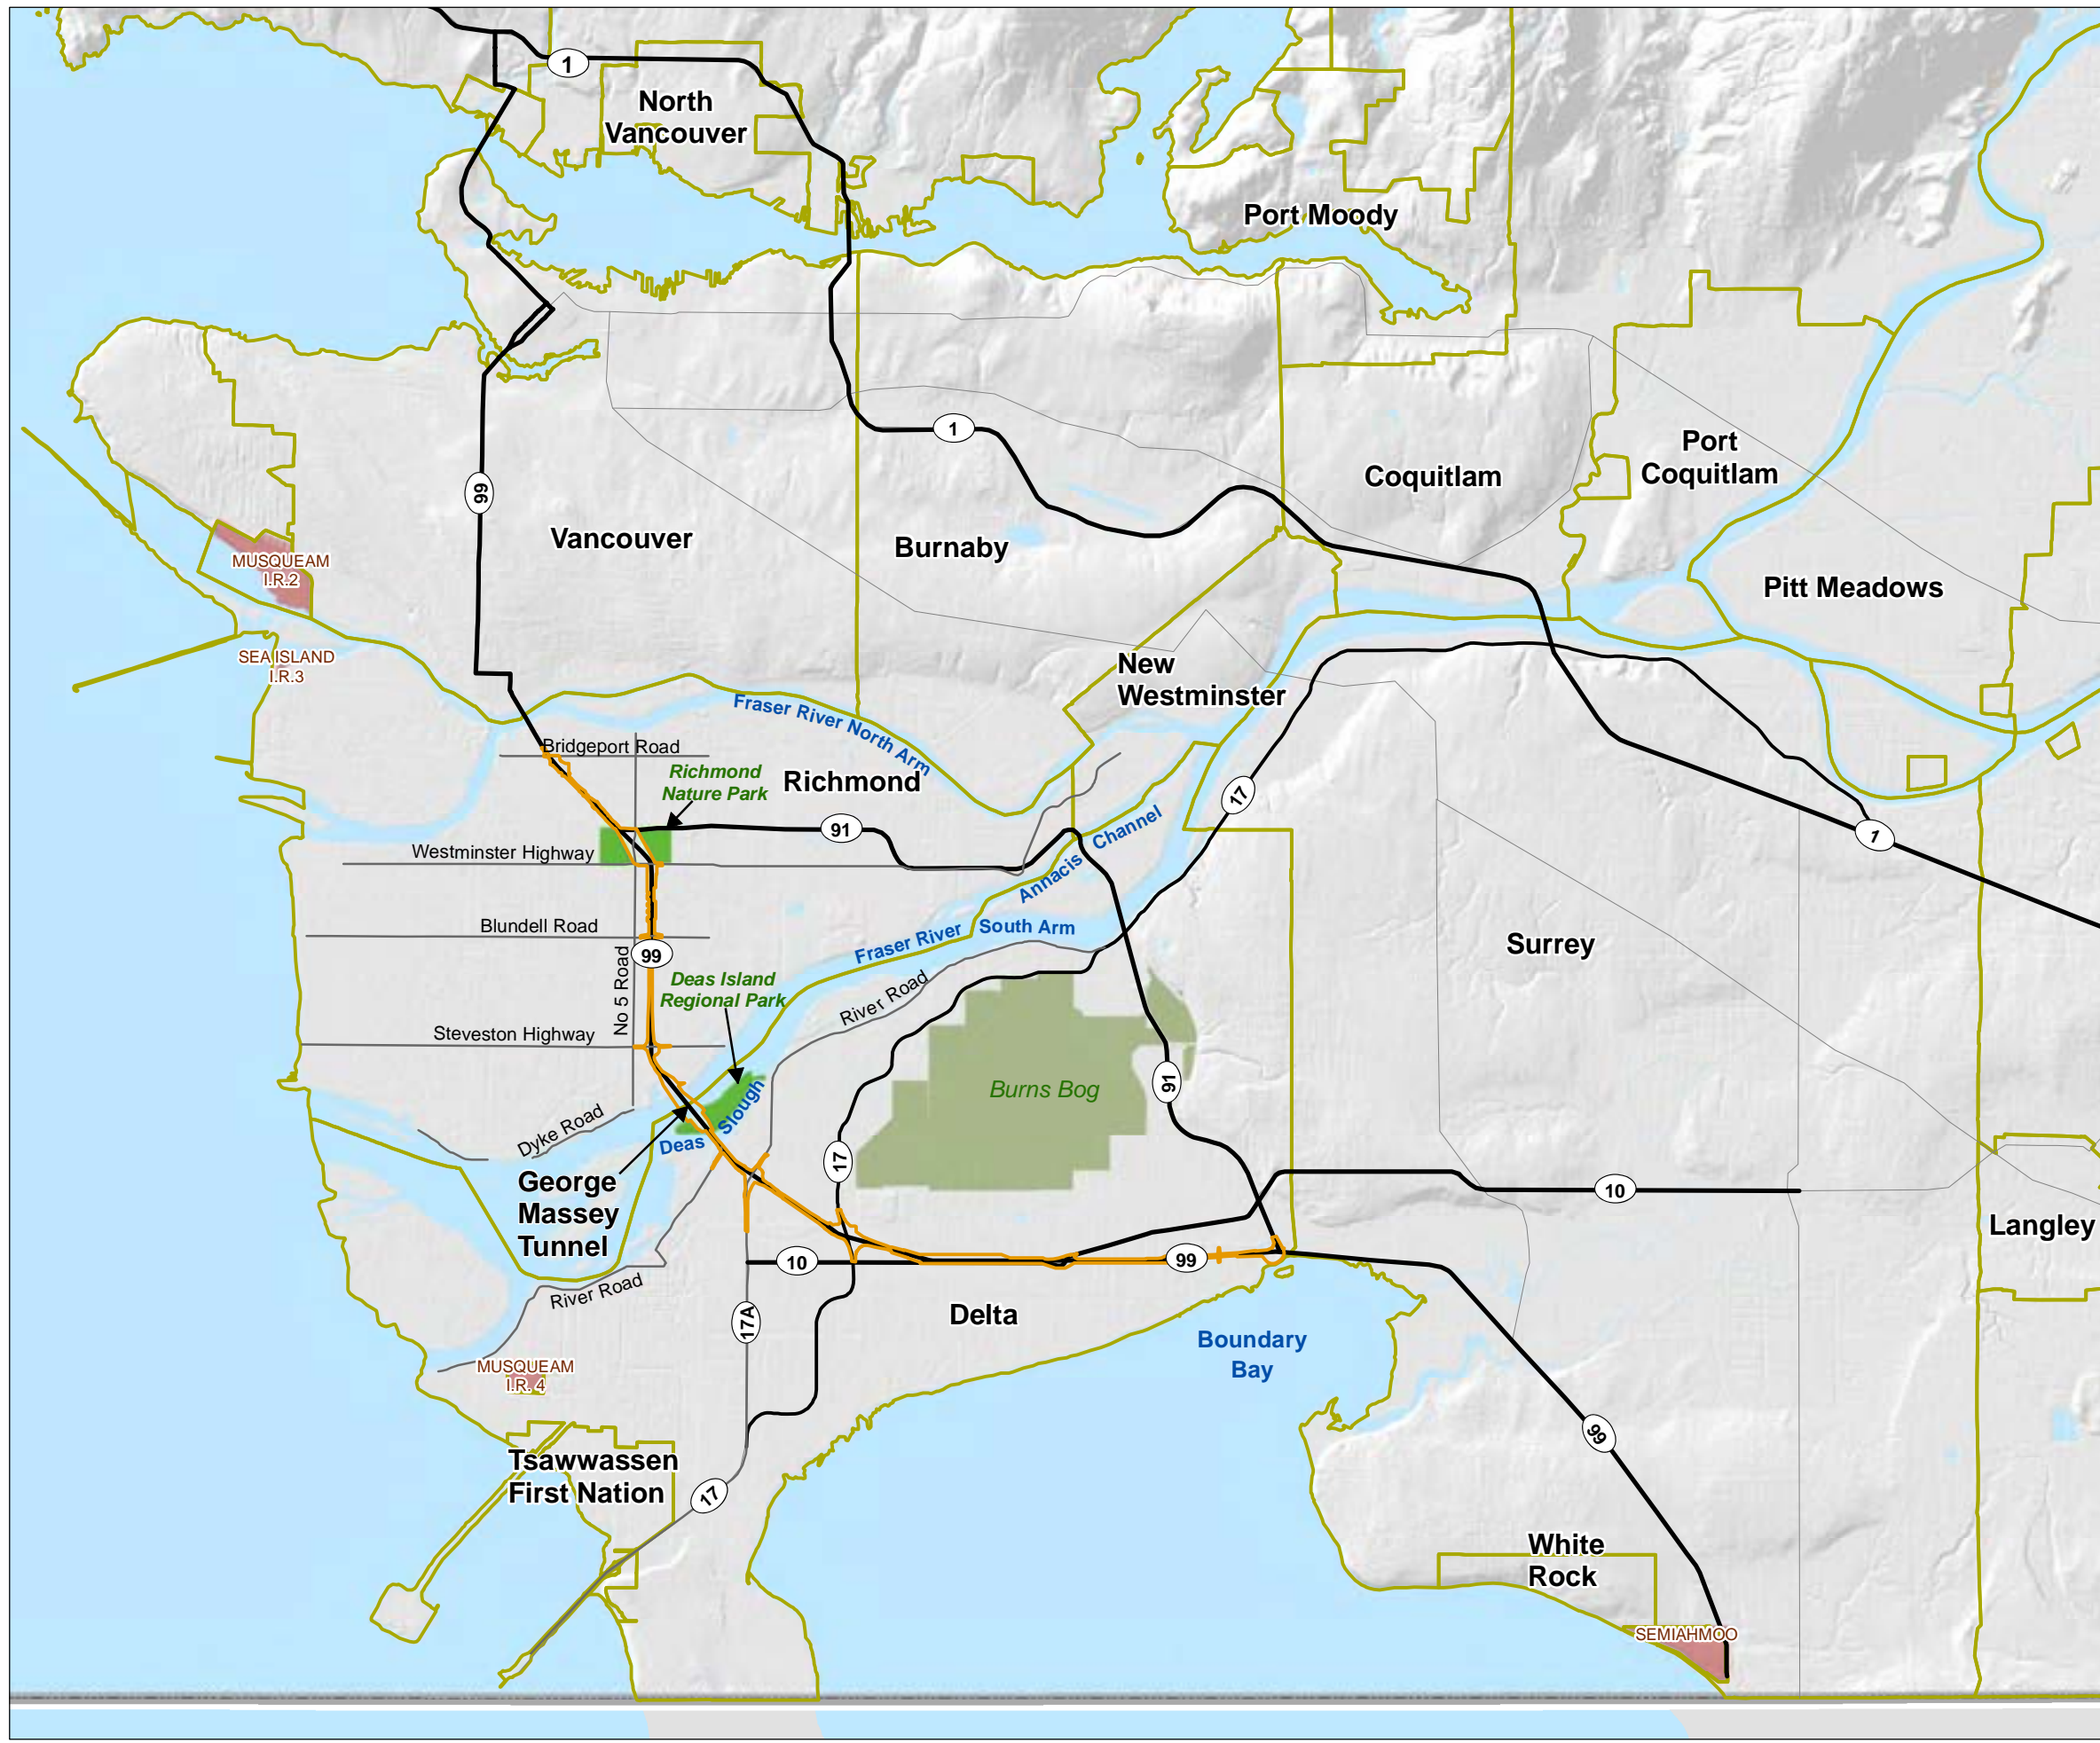 1
North
Vancouver
Port Moody
1
99
Port
Coquitlam
Coquitlam
Vancouver
Burnaby
MUSQUEAM
I.R.2
Pitt Meadows
SEA ISLAND
I.R.3
New
Westminster
Fraser River North Arm
Bridgeport Road
Richmond
Nature Park
Richmond
17
91
1
Annacis Channel
Westminster Highway
Blundell Road
Fraser River South Arm
99
Surrey
No 5 Road
Deas Island
Regional Park
River Road
Steveston Highway
Burns Bog
91
Deas Slough
Dyke Road
17
George
Massey
Tunnel
10
Langley
10
99
River Road
Delta
17A
Boundary
Bay
MUSQUEAM
I.R. 4
99
Tsawwassen
First Nation
17
White
Rock
SEMIAHMOO